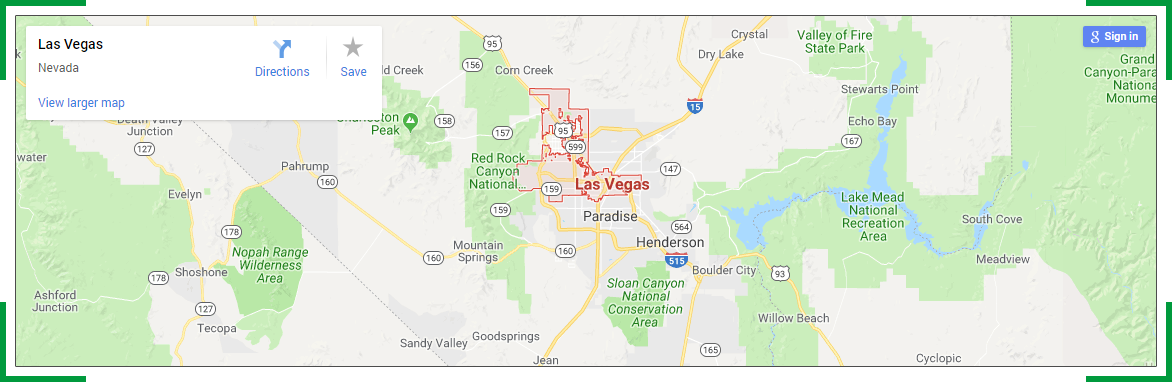 Las Vegas
Nevada
Directions
Save
View larger map
Sign in
95
Crystal
Valley of Fire
State Park
Dry Lake
156
Corn Creek
Grand
Canyon-Para
National
Monume
Stewarts Point
15
Peak
158
Echo Bay
Death Valley
Junction
157
95
127
599
167
water
Red Rock
Canyon
National...
Pahrump
160
147
159
Las Vegas
Evelyn
Lake Mead
National
Recreation
Area
159
Paradise
South Cove
178
564
Henderson
Mountain
Springs
160
160
515
Nopah Range
Wilderness
Area
Meadview
Boulder City
93
Shoshone
178
Sloan Canyon
National
Conservation
Area
Ashford
Junction
127
Willow Beach
Tecopa
Goodsprings
Sandy Valley
165
Jean
Cyclopic